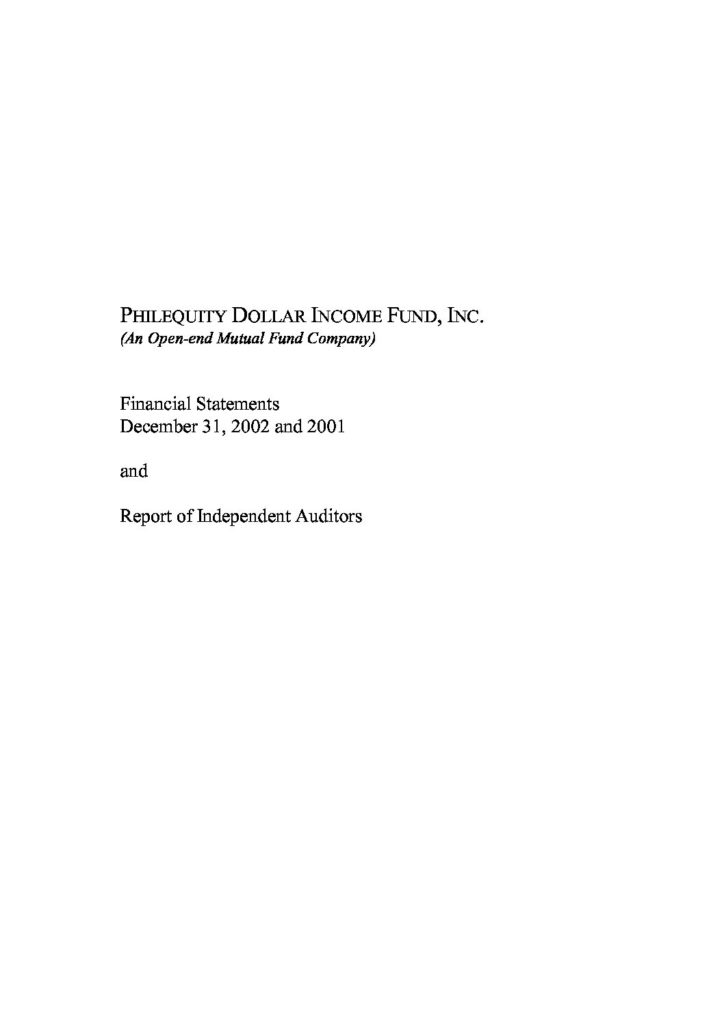 PHILEQUITY DOLLAR INCOME FUND, INC.
(An Open-end Mutual Fund Company)
Financial Statements
December 31, 2002 and 2001
and
Report of Independent Auditors